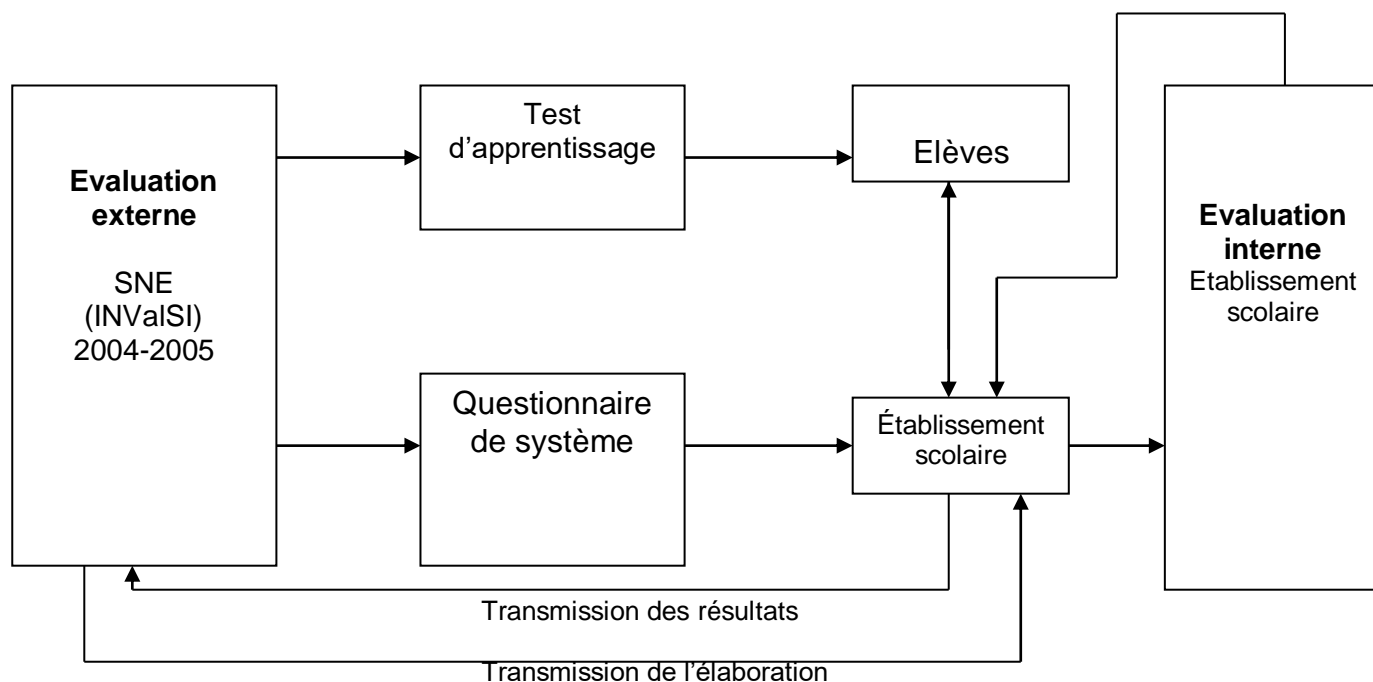 Evaluation
externe
SNE
(INValSI)
2004-2005
Test
d’apprentissage
Elèves
Evaluation
interne
Etablissement
scolaire
Questionnaire
de système
Établissement
scolaire
Transmission des résultats
Transmission de l’élaboration